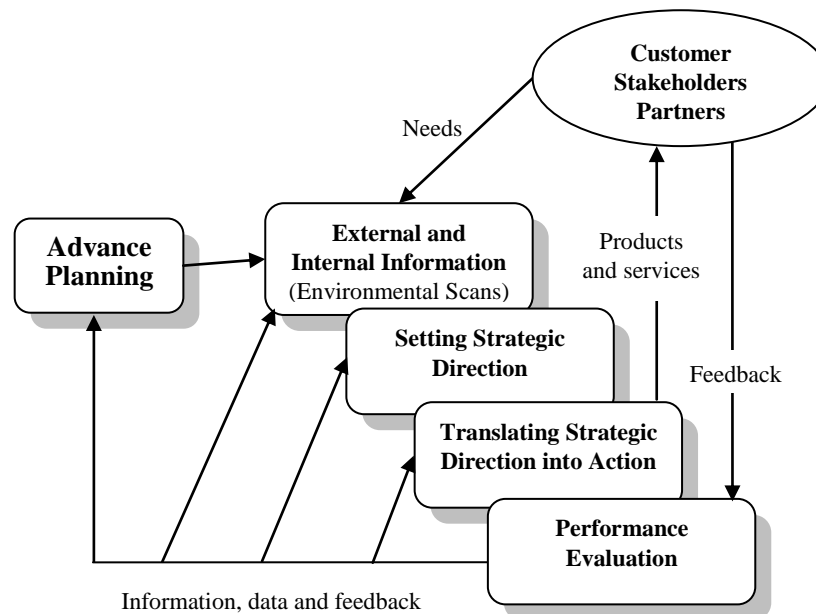 Customer
Stakeholders
Partners
Needs
Advance
Planning
External and
Internal Information
(Environmental Scans)
Products
and services
Setting Strategic
Direction
Feedback
Translating Strategic
Direction into Action
Performance
Evaluation
Information, data and feedback